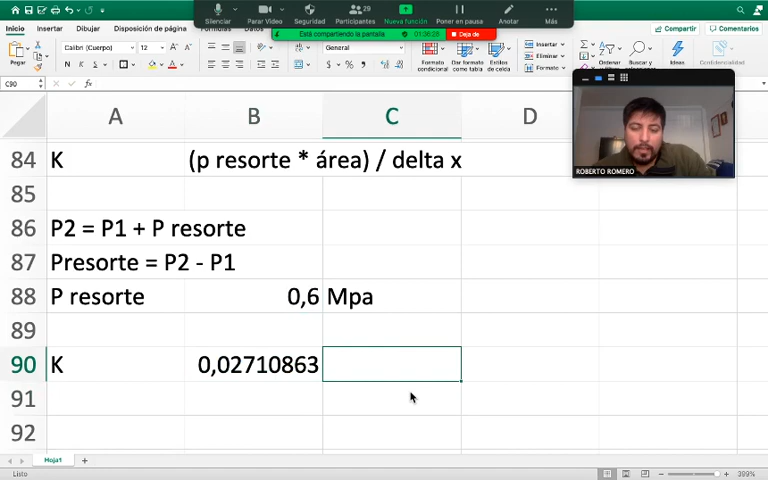 Silenciar
Parar Video
Seguridad
Participantes
29
Nueva función
Poner en pausa
Anotar
Más
Está compartiendo la pantalla
01:36:28
Deja de
Inicio
Insertar
Dibujar
Disposición de página
Compartir
Comentarios
Pegar
Calibri (Cuerpo)
12
General
Formato condicional
Dar formato como tabla
Estilos de celda
Insertar
Eliminar
Formato
Ordenar y
Buscar y
Ideas
Confidencialidad
C90
fx
A B C D
84 K (p resorte * área) / delta x
85
86 P2 = P1 + P resorte
87 Presorte = P2 - P1
88 P resorte 0,6 Mpa
89
90 K 0,02710863
91
92
ROBERTO ROMERO
Hoja1
Listo
399%